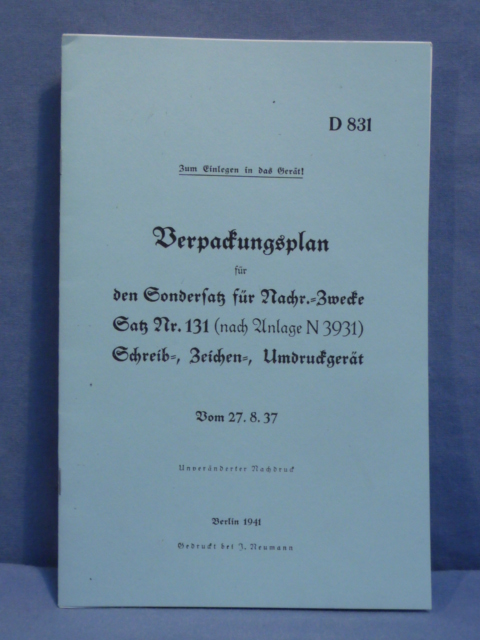 D 831
Zum Einlegen in das Gerät!
Verpackungsplan
für
den Sondersatz für Nachr.=Zwecke
Satz Nr. 131 (nach Anlage N 3931)
Schreib=, Zeichen=, Umdruckgerät
Vom 27. 8. 37
Unveränderter Nachdruck
Berlin 1941
Gedruckt bei J. Neumann